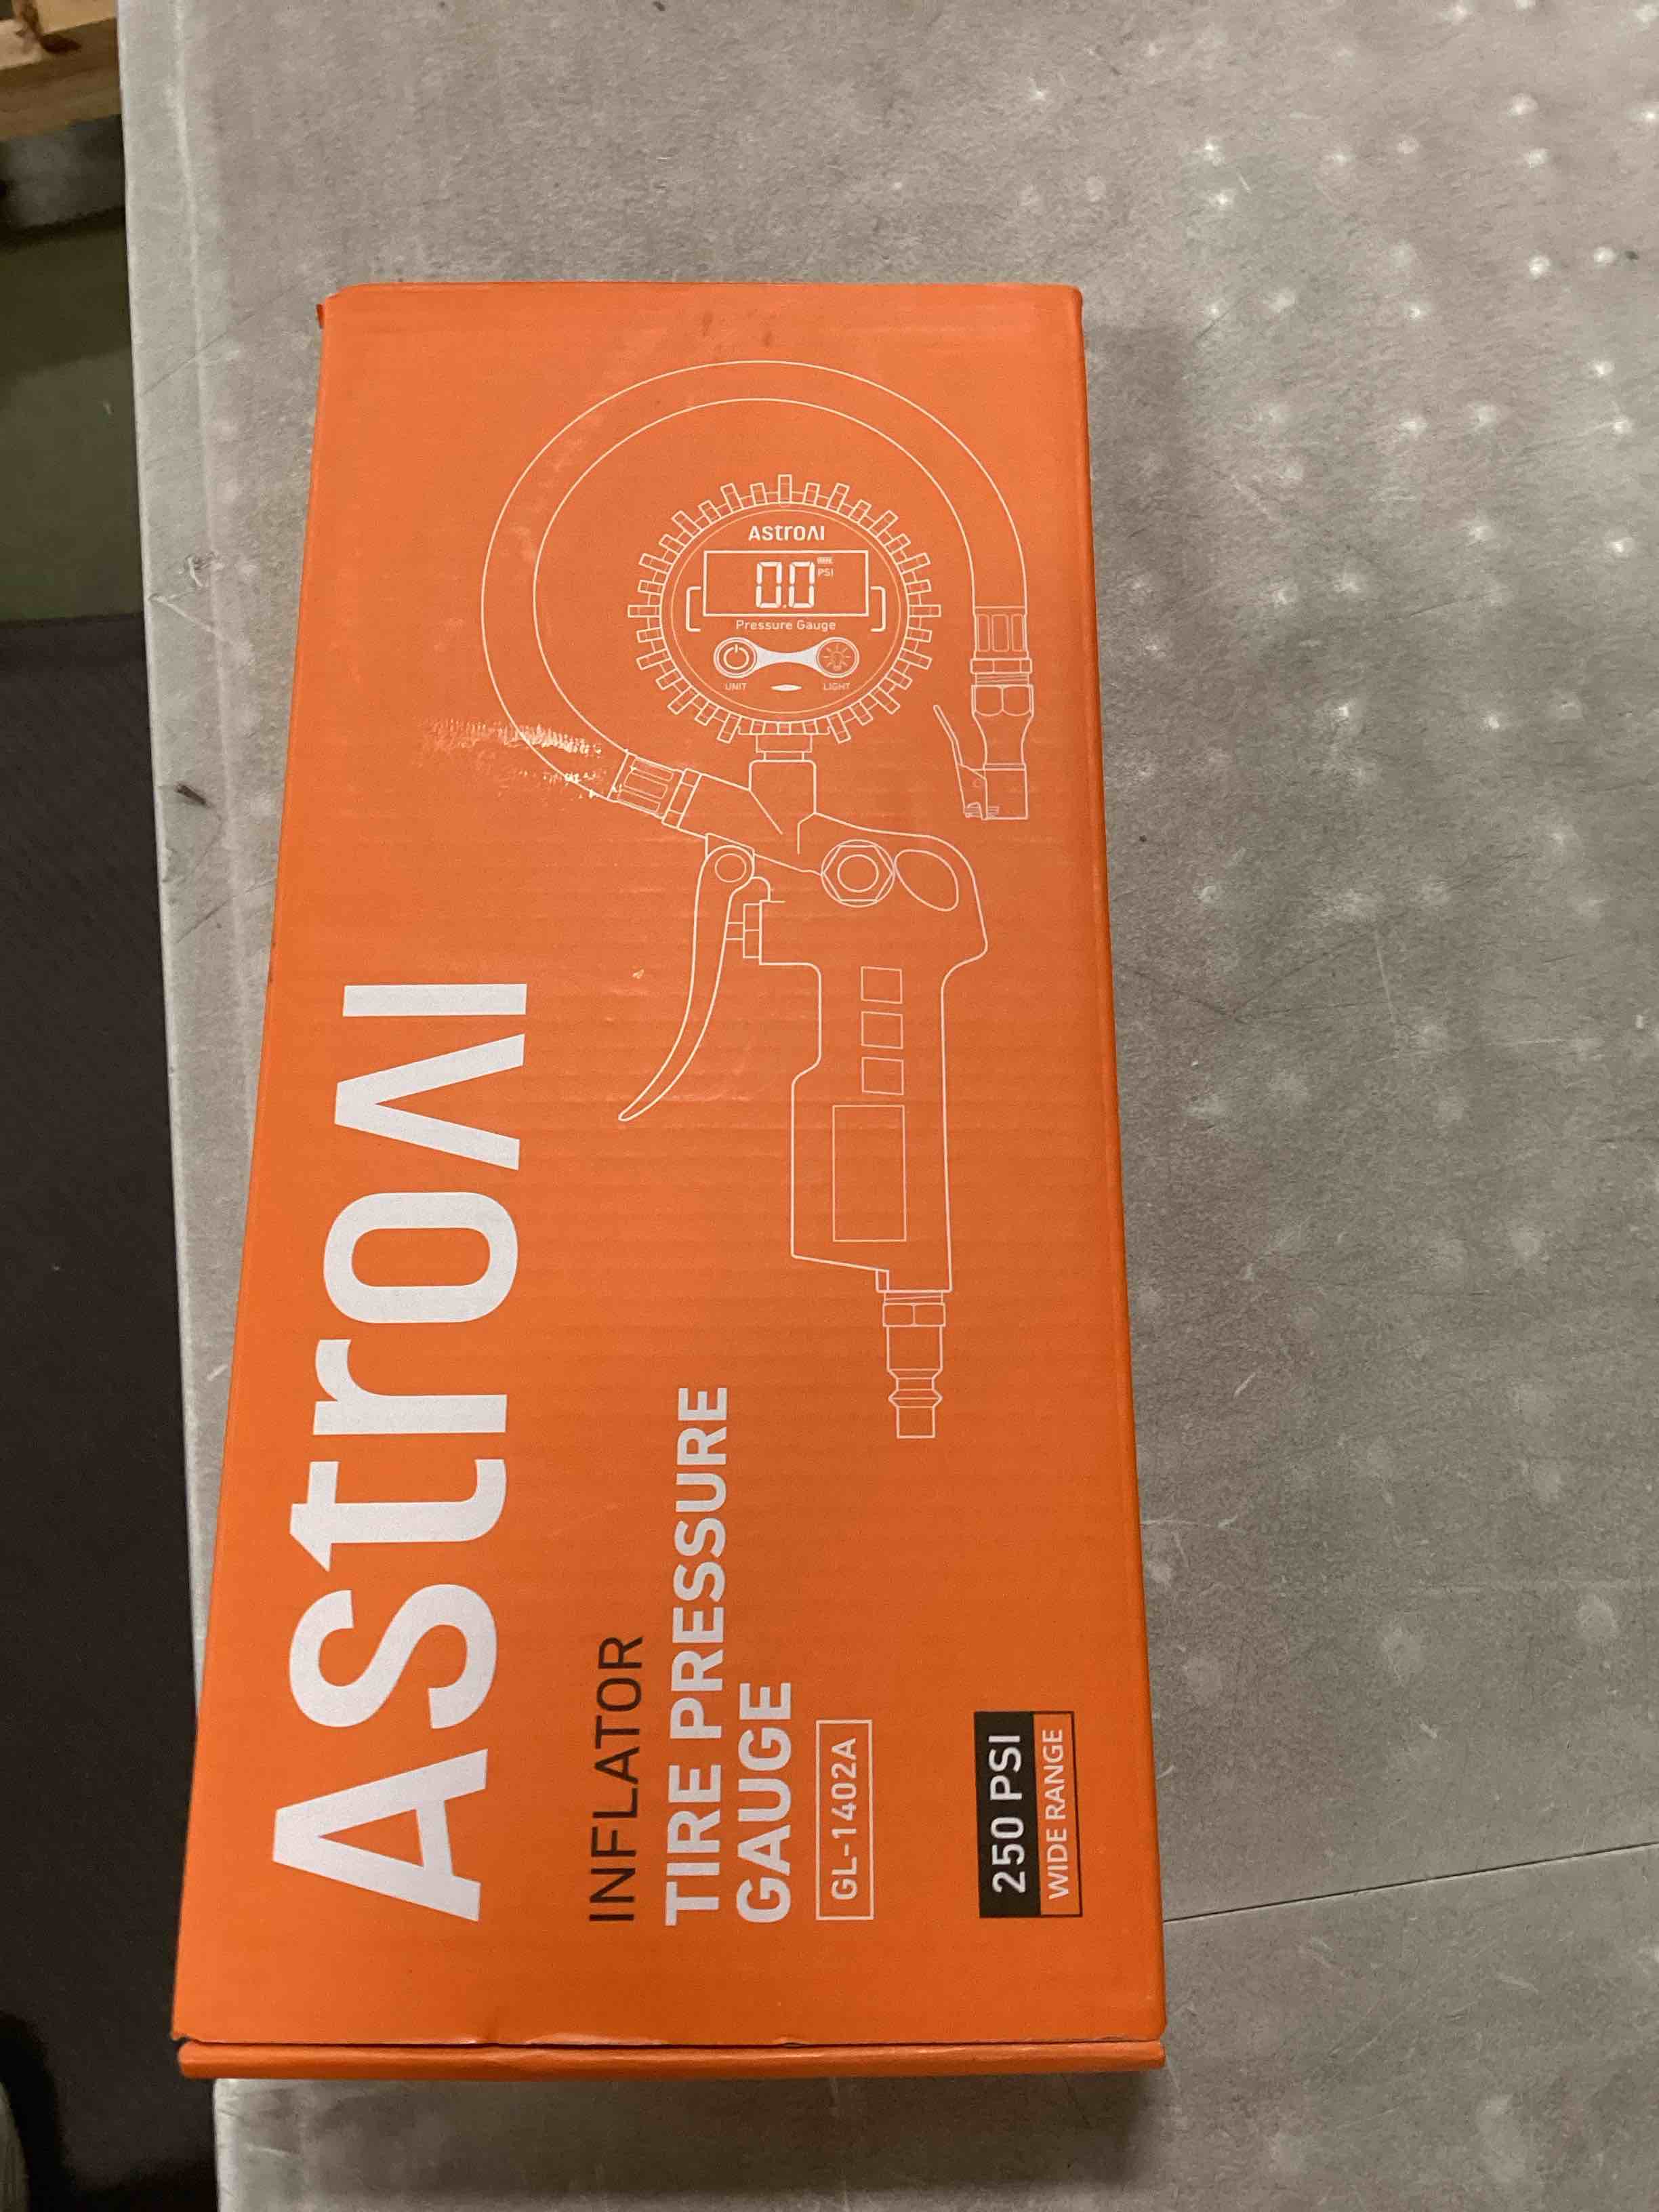 AstroAI
INFLATOR
TIRE PRESSURE
GAUGE
GL-1402A
250 PSI
WIDE RANGE
AstroAI
0.0 PSI
Pressure Gauge
UNIT LIGHT